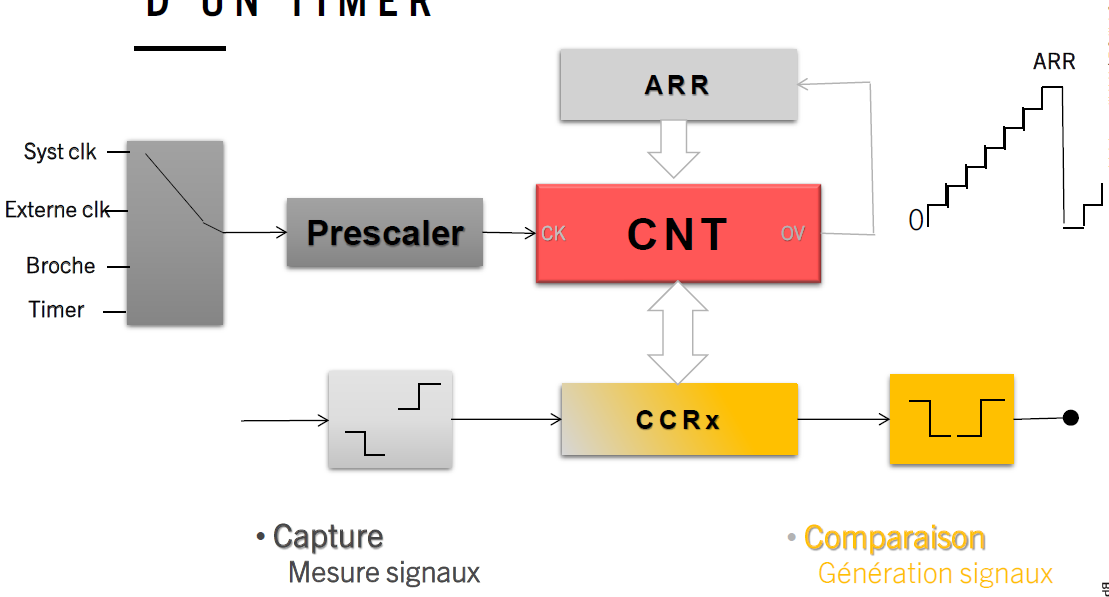 D'UN TIMER
ARR
ARR
Syst clk
Externe clk
Broche
Timer
Prescaler
CK
CNT
OV
0
CCRx
• Capture
Mesure signaux
• Comparaison
Génération signaux